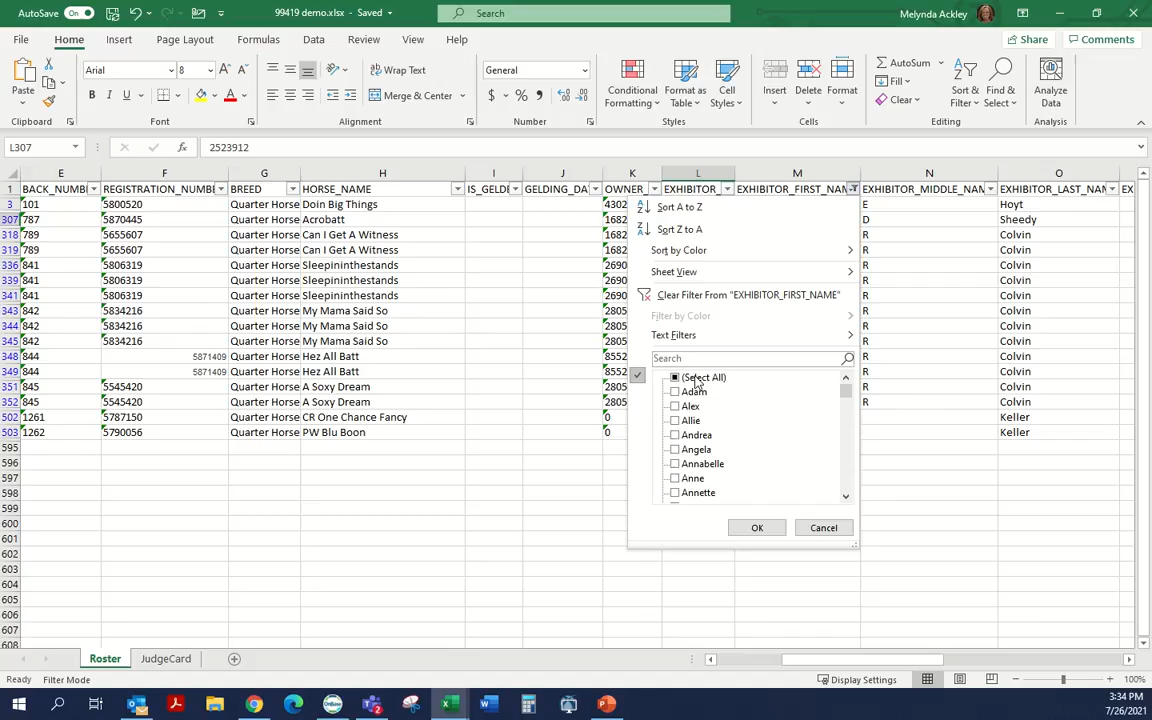 AutoSave On 99419 demo.xlsx - Saved Search Melynda Ackley
File Home Insert Page Layout Formulas Data Review View Help Share Comments
Paste Arial 8 A A Wrap Text General Conditional Formatting Format as Table Cell Styles Insert Delete Format AutoSum Fill Clear Sort & Filter Find & Select Analyze Data
B I U A Merge & Center $ % 9
Clipboard Font Alignment Number Styles Cells Editing Analysis
L307 fx 2523912
E F G H I J K L M N O
1 BACK_NUMBE REGISTRATION_NUMBE BREED HORSE_NAME IS_GELDE GELDING_DA OWNER_ EXHIBITOR_ EXHIBITOR_FIRST_NAM EXHIBITOR_MIDDLE_NAM EXHIBITOR_LAST_NAM EX
3 101 5800520 Quarter Horse Doin Big Things 4302 Hoyt
307 787 5870445 Quarter Horse Acrobatt 1682 D Sheedy
318 789 5655607 Quarter Horse Can I Get A Witness 1682 R Colvin
319 789 5655607 Quarter Horse Can I Get A Witness 1682 R Colvin
336 841 5806319 Quarter Horse Sleepininthestands 2690 R Colvin
339 841 5806319 Quarter Horse Sleepininthestands 2690 R Colvin
341 841 5806319 Quarter Horse Sleepininthestands 2690 R Colvin
343 842 5834216 Quarter Horse My Mama Said So 2805 R Colvin
344 842 5834216 Quarter Horse My Mama Said So 2805 R Colvin
345 842 5834216 Quarter Horse My Mama Said So 2805 R Colvin
348 844 5871409 Quarter Horse Hez All Batt 8552 R Colvin
349 844 5871409 Quarter Horse Hez All Batt 8552 R Colvin
351 845 5545420 Quarter Horse A Soxy Dream 2805 R Colvin
352 845 5545420 Quarter Horse A Soxy Dream 2805 R Colvin
502 1261 5787150 Quarter Horse CR One Chance Fancy 0 Keller
503 1262 5790056 Quarter Horse PW Blu Boon 0 Keller
595
596
597
598
599
600
601
602
603
604
605
606
607
608
Sort A to Z
Sort Z to A
Sort by Color
Sheet View
Clear Filter From "EXHIBITOR_FIRST_NAME"
Filter by Color
Text Filters
Search
(Select All)
Adam
Alex
Allie
Andrea
Angela
Annabelle
Anne
Annette
OK Cancel
Roster JudgeCard
Ready Filter Mode Display Settings 100%
3:34 PM
7/26/2021